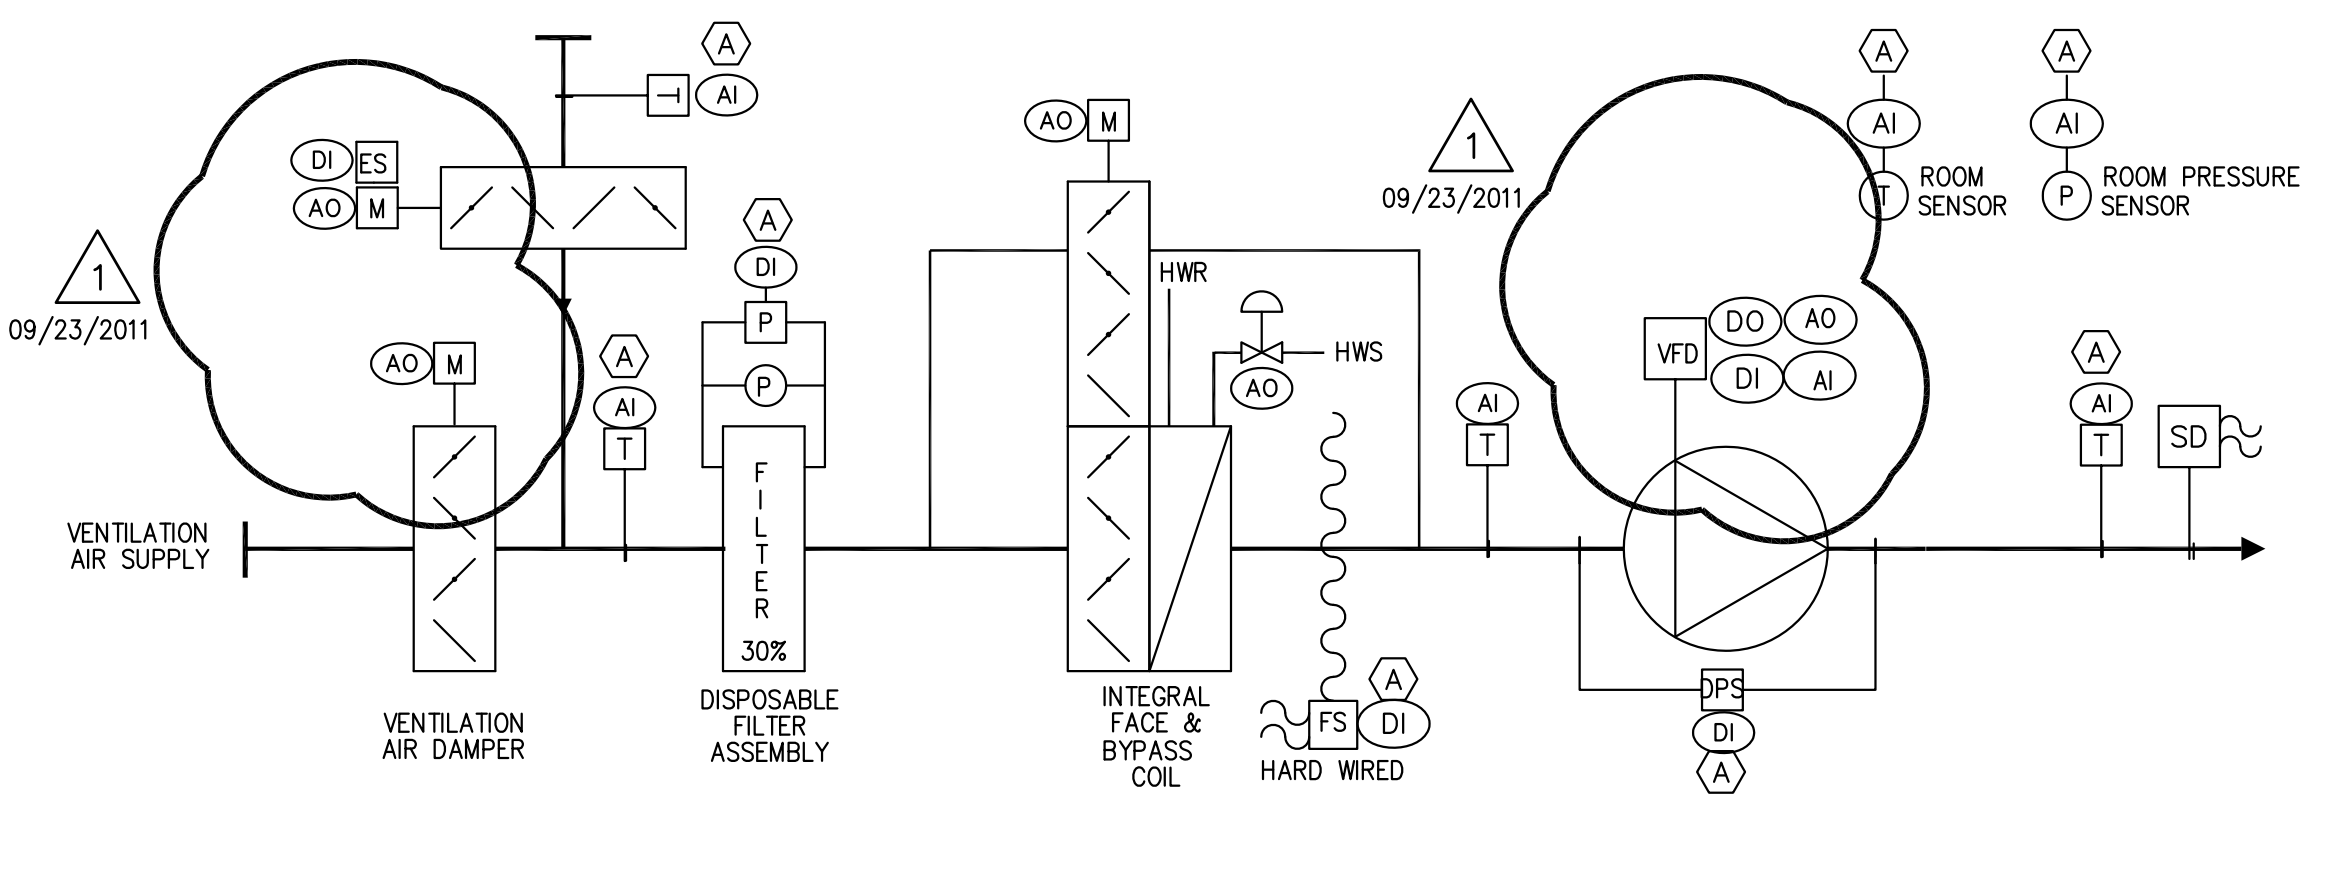 A
AI
T
DI
ES
AO
M
1
09/23/2011
AO
M
A
AI
T
A
DI
P
P
FILTER
30%
VENTILATION
AIR SUPPLY
VENTILATION
AIR DAMPER
DISPOSABLE
FILTER
ASSEMBLY
AO
M
HWR
HWS
AO
INTEGRAL
FACE &
BYPASS
COIL
A
FS
DI
HARD WIRED
AI
T
1
09/23/2011
VFD
DO
AO
DI
AI
DPS
DI
A
A
AI
T
ROOM
SENSOR
A
AI
P
ROOM PRESSURE
SENSOR
A
AI
T
SD